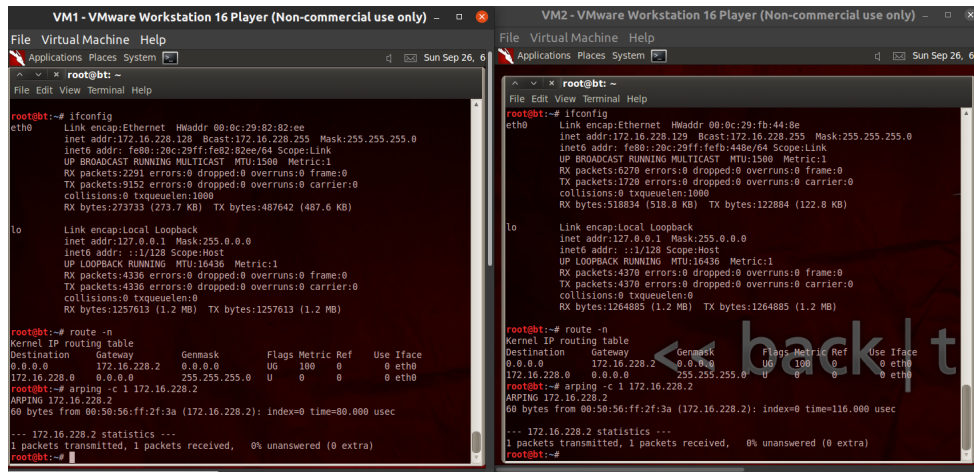 VM1 - VMware Workstation 16 Player (Non-commercial use only)
File Virtual Machine Help
Applications Places System
Sun Sep 26, 6
root@bt: ~
File Edit View Terminal Help
root@bt:~# ifconfig
eth0 Link encap:Ethernet HWaddr 00:0c:29:82:82:ee
inet addr:172.16.228.128 Bcast:172.16.228.255 Mask:255.255.255.0
inet6 addr: fe80::20c:29ff:fe82:82ee/64 Scope:Link
UP BROADCAST RUNNING MULTICAST MTU:1500 Metric:1
RX packets:2291 errors:0 dropped:0 overruns:0 frame:0
TX packets:9152 errors:0 dropped:0 overruns:0 carrier:0
collisions:0 txqueuelen:1000
RX bytes:273733 (273.7 KB) TX bytes:487642 (487.6 KB)
lo Link encap:Local Loopback
inet addr:127.0.0.1 Mask:255.0.0.0
inet6 addr: ::1/128 Scope:Host
UP LOOPBACK RUNNING MTU:16436 Metric:1
RX packets:4336 errors:0 dropped:0 overruns:0 frame:0
TX packets:4336 errors:0 dropped:0 overruns:0 carrier:0
collisions:0 txqueuelen:0
RX bytes:1257613 (1.2 MB) TX bytes:1257613 (1.2 MB)
root@bt:~# route -n
Kernel IP routing table
Destination Gateway Genmask Flags Metric Ref Use Iface
0.0.0.0 172.16.228.2 0.0.0.0 UG 100 0 0 eth0
172.16.228.0 0.0.0.0 255.255.255.0 U 0 0 0 eth0
root@bt:~# arping -c 1 172.16.228.2
ARPING 172.16.228.2
60 bytes from 00:50:56:ff:2f:3a (172.16.228.2): index=0 time=80.000 usec
--- 172.16.228.2 statistics ---
1 packets transmitted, 1 packets received, 0% unanswered (0 extra)
root@bt:~#
VM2 - VMware Workstation 16 Player (Non-commercial use only)
File Virtual Machine Help
Applications Places System
Sun Sep 26, 6
root@bt: ~
File Edit View Terminal Help
root@bt:~# ifconfig
eth0 Link encap:Ethernet HWaddr 00:0c:29:fb:44:8e
inet addr:172.16.228.129 Bcast:172.16.228.255 Mask:255.255.255.0
inet6 addr: fe80::20c:29ff:fefb:448e/64 Scope:Link
UP BROADCAST RUNNING MULTICAST MTU:1500 Metric:1
RX packets:6270 errors:0 dropped:0 overruns:0 frame:0
TX packets:1720 errors:0 dropped:0 overruns:0 carrier:0
collisions:0 txqueuelen:1000
RX bytes:518834 (518.8 KB) TX bytes:122884 (122.8 KB)
lo Link encap:Local Loopback
inet addr:127.0.0.1 Mask:255.0.0.0
inet6 addr: ::1/128 Scope:Host
UP LOOPBACK RUNNING MTU:16436 Metric:1
RX packets:4370 errors:0 dropped:0 overruns:0 frame:0
TX packets:4370 errors:0 dropped:0 overruns:0 carrier:0
collisions:0 txqueuelen:0
RX bytes:1264885 (1.2 MB) TX bytes:1264885 (1.2 MB)
root@bt:~# route -n
Kernel IP routing table
Destination Gateway Genmask Flags Metric Ref Use Iface
0.0.0.0 172.16.228.2 0.0.0.0 UG 100 0 0 eth0
172.16.228.0 0.0.0.0 255.255.255.0 U 0 0 0 eth0
<< back|t
root@bt:~# arping -c 1 172.16.228.2
ARPING 172.16.228.2
60 bytes from 00:50:56:ff:2f:3a (172.16.228.2): index=0 time=116.000 usec
--- 172.16.228.2 statistics ---
1 packets transmitted, 1 packets received, 0% unanswered (0 extra)
root@bt:~#